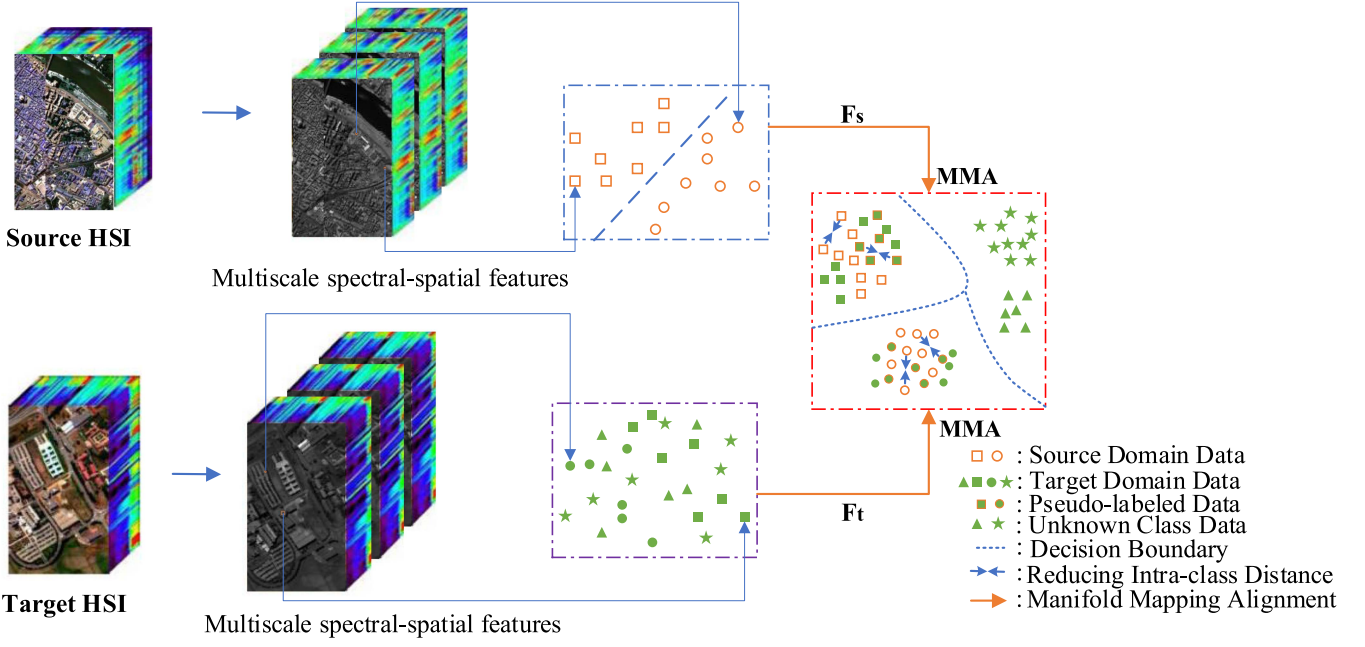 Source HSI
Multiscale spectral-spatial features
Fs
MMA
Target HSI
Multiscale spectral-spatial features
Ft
MMA
: Source Domain Data
: Target Domain Data
: Pseudo-labeled Data
: Unknown Class Data
: Decision Boundary
: Reducing Intra-class Distance
: Manifold Mapping Alignment